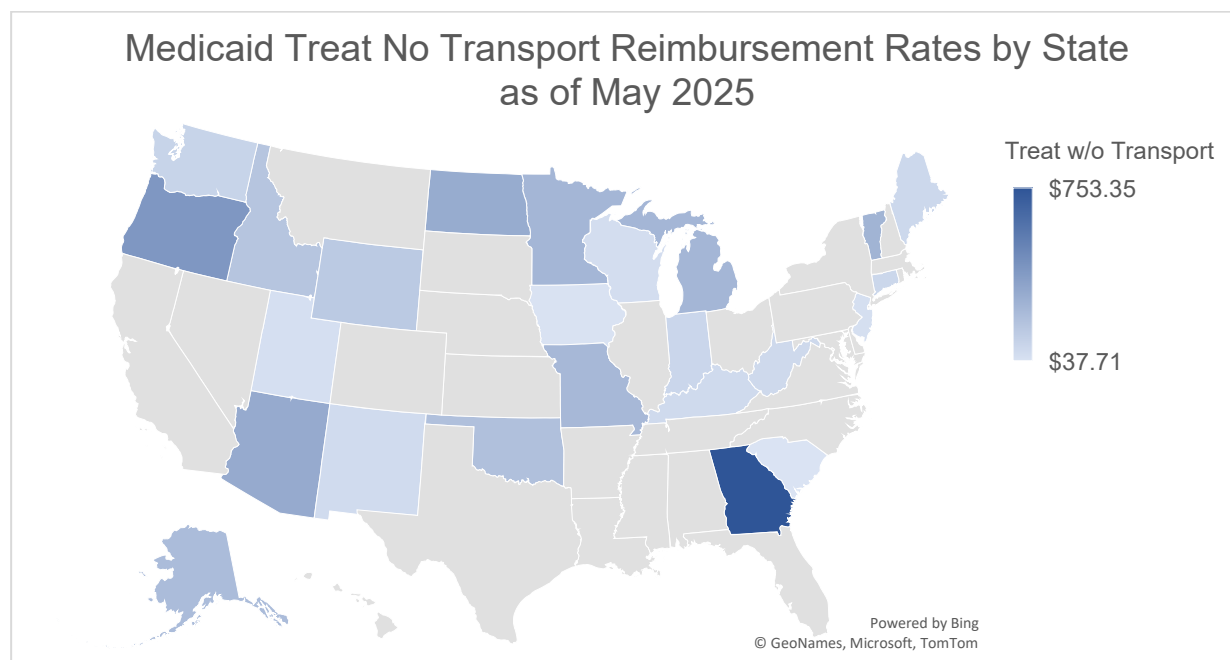 Medicaid Treat No Transport Reimbursement Rates by State
as of May 2025
Treat w/o Transport
$753.35
$37.71
Powered by Bing
© GeoNames, Microsoft, TomTom